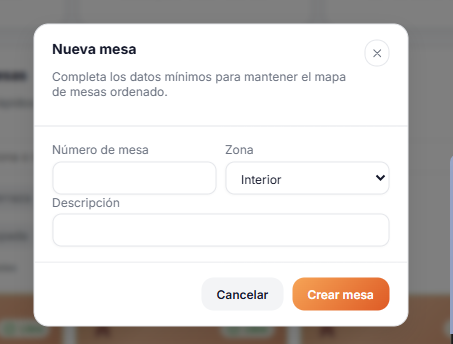 Nueva mesa
Completa los datos mínimos para mantener el mapa
de mesas ordenado.
Número de mesa
Zona
Interior
Descripción
Cancelar
Crear mesa